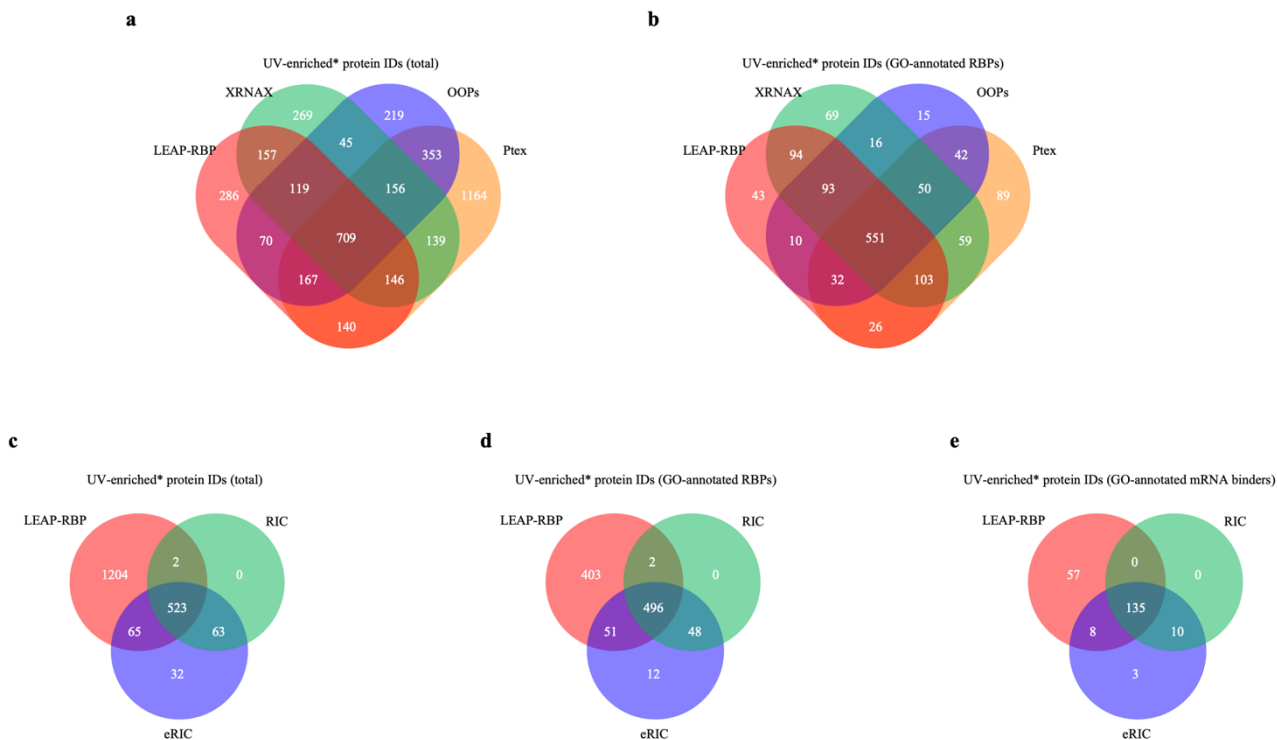 a
UV-enriched* protein IDs (total)
XRNAX
OOPs
LEAP-RBP
Ptex
269
219
157
45
353
286
119
156
1164
70
709
139
167
146
140
b
UV-enriched* protein IDs (GO-annotated RBPs)
XRNAX
OOPs
LEAP-RBP
Ptex
69
15
94
16
42
43
93
50
89
10
551
59
32
103
26
c
UV-enriched* protein IDs (total)
LEAP-RBP
RIC
1204
2
0
523
65
63
32
eRIC
d
UV-enriched* protein IDs (GO-annotated RBPs)
LEAP-RBP
RIC
403
2
0
496
51
48
12
eRIC
e
UV-enriched* protein IDs (GO-annotated mRNA binders)
LEAP-RBP
RIC
57
0
0
135
8
10
3
eRIC